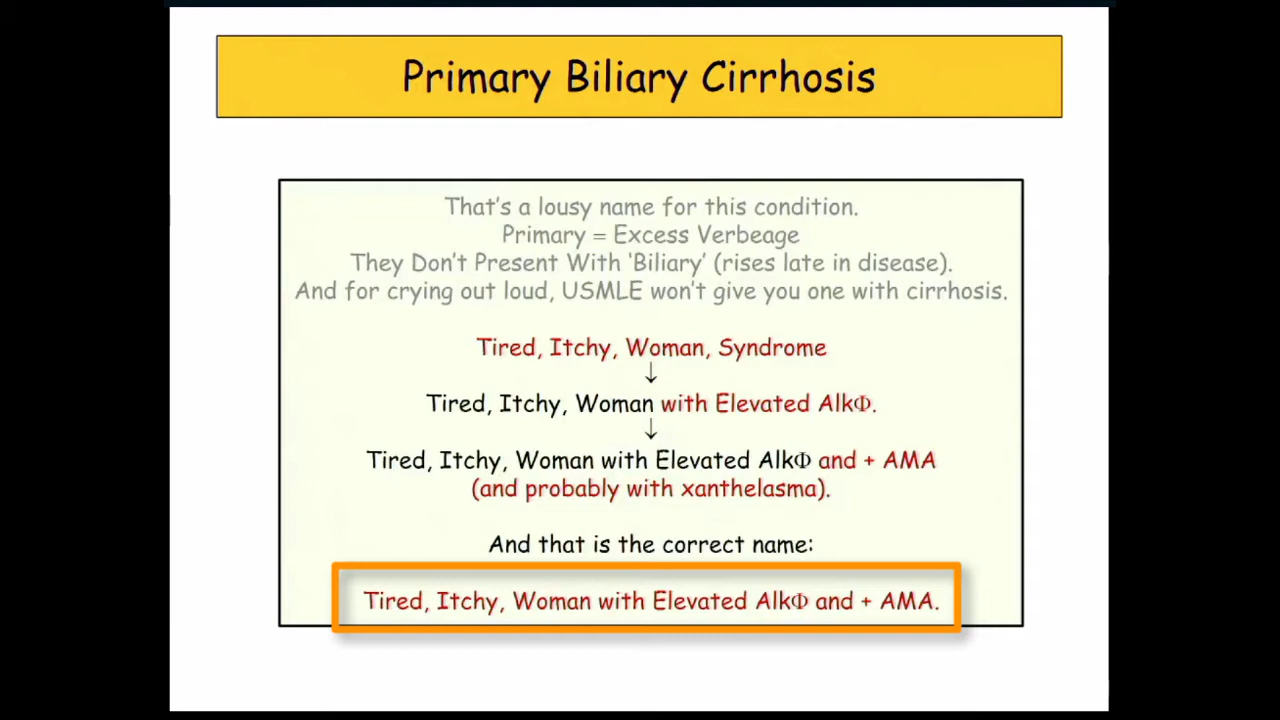 Primary Biliary Cirrhosis
That's a lousy name for this condition.
Primary = Excess Verbeage
They Don't Present With 'Biliary' (rises late in disease).
And for crying out loud, USMLE won't give you one with cirrhosis.
Tired, Itchy, Woman, Syndrome
↓
Tired, Itchy, Woman with Elevated AlkΦ.
↓
Tired, Itchy, Woman with Elevated AlkΦ and + AMA
(and probably with xanthelasma).
And that is the correct name:
Tired, Itchy, Woman with Elevated AlkΦ and + AMA.